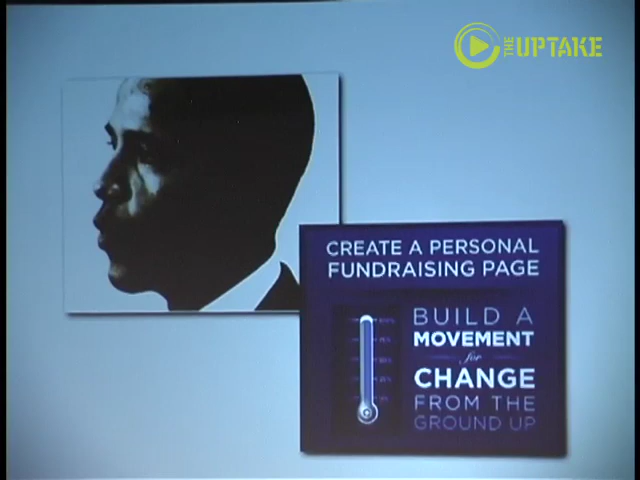 THE UPTAKE
CREATE A PERSONAL
FUNDRAISING PAGE
BUILD A
MOVEMENT
for
CHANGE
FROM THE
GROUND UP